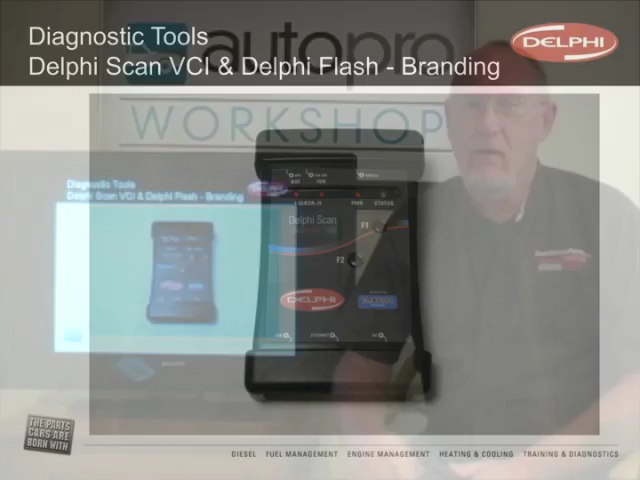 Diagnostic Tools
Delphi Scan VCI & Delphi Flash - Branding
DELPHI
autopro
WORKSHOP
Diagnostic Tools
Delphi Scan VCI & Delphi Flash - Branding
PWR STATUS
Delphi Scan
F1
F2
DELPHI
THE PARTS
CARS ARE
BORN WITH
DIESEL FUEL MANAGEMENT ENGINE MANAGEMENT HEATING & COOLING TRAINING & DIAGNOSTICS